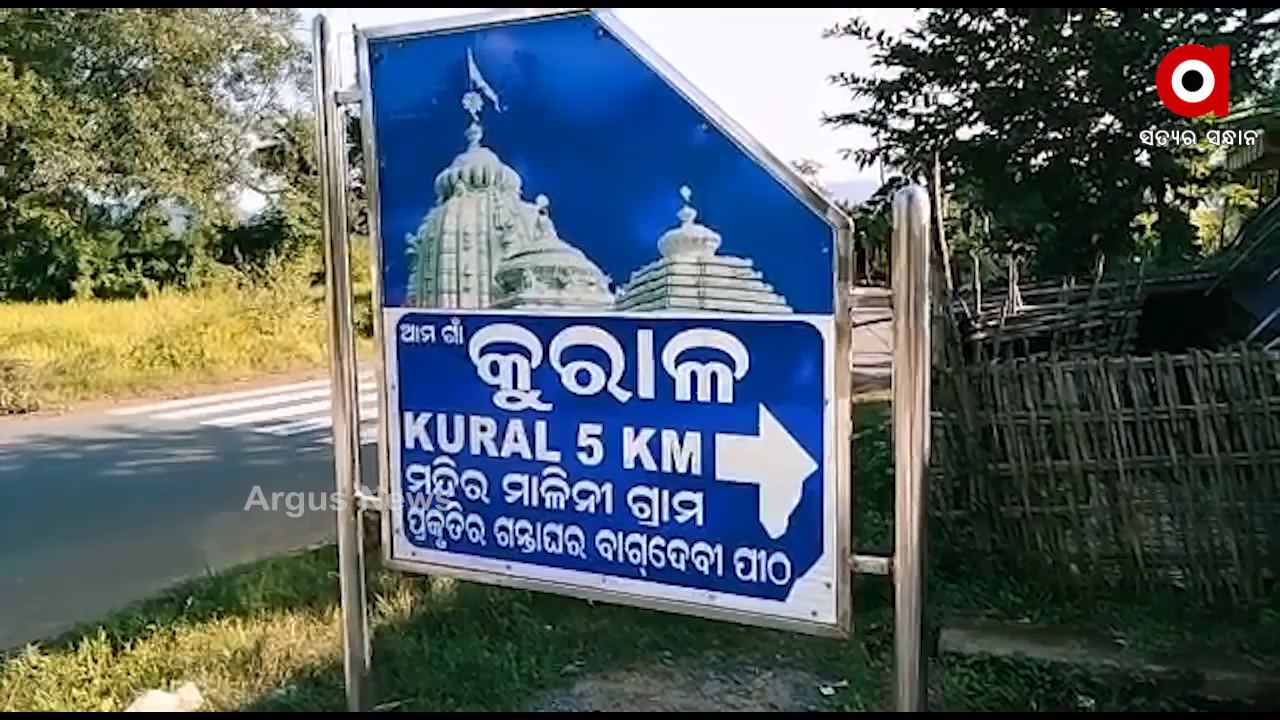 ସତ୍ୟର ସନ୍ଧାନ
ଆମ ଗାଁ କୁରାଳ
KURAL 5 KM
ମନ୍ଦିର ମାଳିନୀ ଗ୍ରାମ
ପ୍ରକୃତିର ଗନ୍ତାଘର ବାଗ୍‌ଦେବୀ ପୀଠ
Argus News